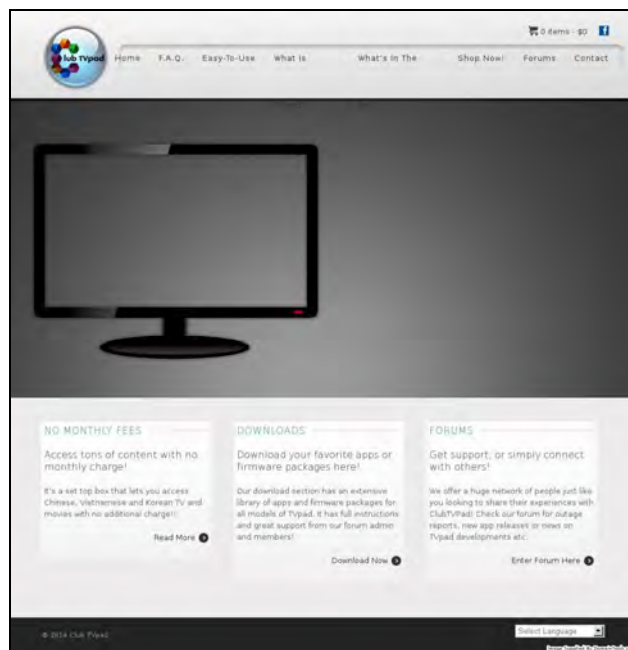 0 items - $0
Club TVpad
Home F.A.Q. Easy-To-Use What is What's In The Shop Now! Forums Contact
NO MONTHLY FEES
Access tons of content with no
monthly charge!
It's a set top box that lets you access
Chinese, Vietnamese and Korean TV and
movies with no additional charge!!
Read More
DOWNLOADS
Download your favorite apps or
firmware packages here!
Our download section has an extensive
library of apps and firmware packages for
all models of TVpad. It has full instructions
and great support from our forum admin
and members!
Download Now
FORUMS
Get support, or simply connect
with others!
We offer a huge network of people just like
you looking to share their experiences with
ClubTVPad! Check our forum for outage
reports, new app releases or news on
TVpad developments etc.
Enter Forum Here
© 2014 Club TVpad
Select Language